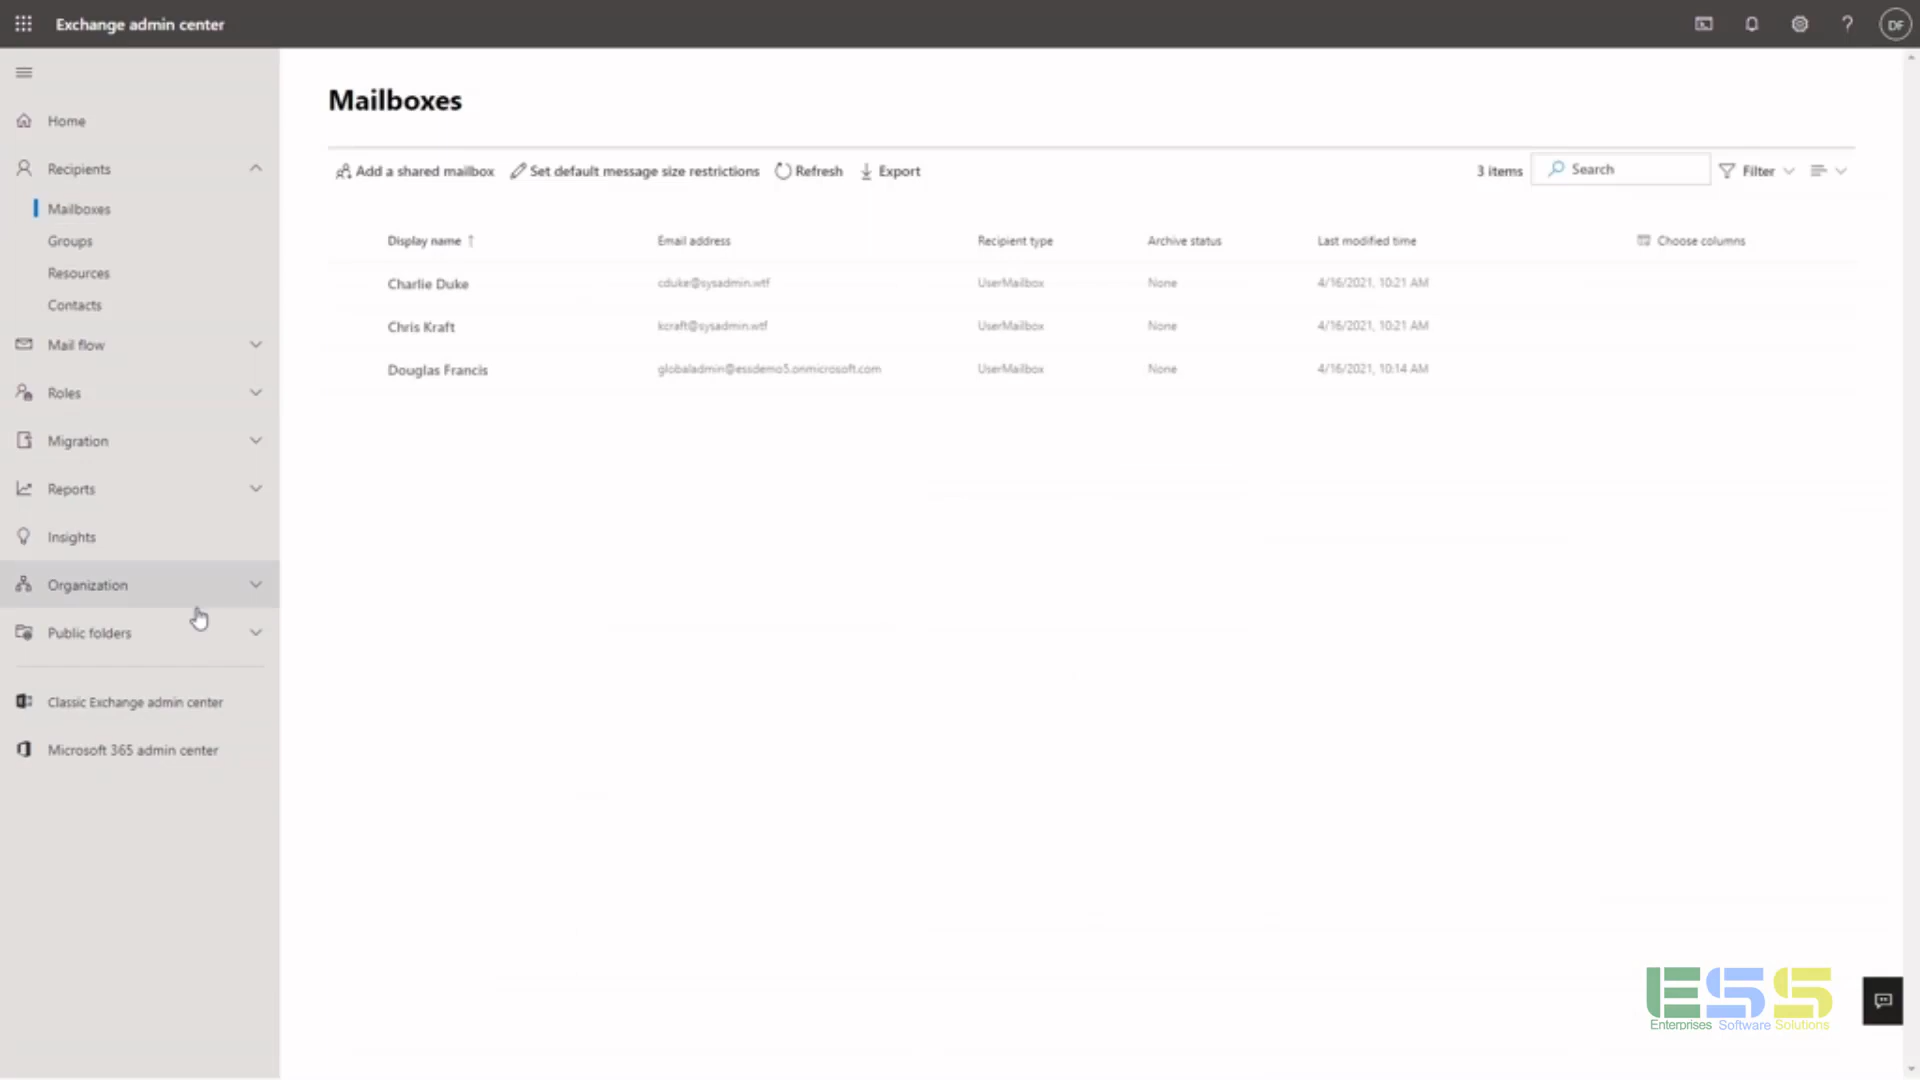 Exchange admin center
DF
Home
Recipients
Mailboxes
Groups
Resources
Contacts
Mail flow
Roles
Migration
Reports
Insights
Organization
Public folders
Classic Exchange admin center
Microsoft 365 admin center
Mailboxes
Add a shared mailbox Set default message size restrictions Refresh Export 3 items Search Filter
Display name ↑ Email address Recipient type Archive status Last modified time Choose columns
Charlie Duke cduke@sysadmin.wtf UserMailbox None 4/16/2021, 10:21 AM
Chris Kraft kcraft@sysadmin.wtf UserMailbox None 4/16/2021, 10:21 AM
Douglas Francis globaladmin@essdemo5.onmicrosoft.com UserMailbox None 4/16/2021, 10:14 AM
ESS
Enterprises Software Solutions